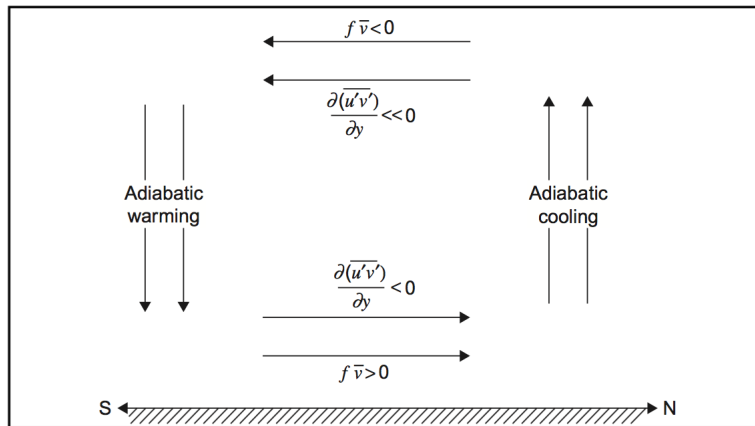 f v̅ < 0
∂(u′v′)̅/∂y << 0
Adiabatic
warming
Adiabatic
cooling
∂(u′v′)̅/∂y < 0
f v̅ > 0
S
N